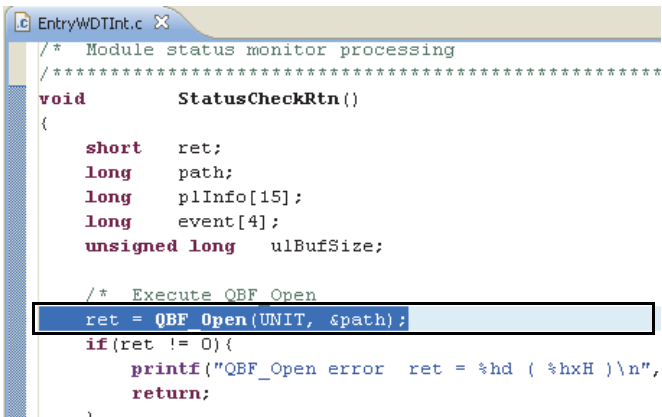 EntryWDTInt.c
/* Module status monitor processing
/******************************************************
void StatusCheckRtn()
{
short ret;
long path;
long plInfo[15];
long event[4];
unsigned long ulBufSize;
/* Execute QBF_Open
ret = QBF_Open(UNIT, &path);
if(ret != 0){
printf("QBF_Open error ret = %hd ( %hxH )\n",
return;
}